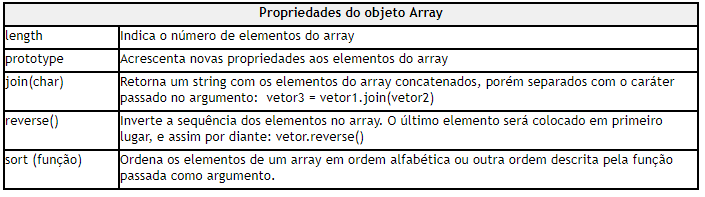 Propriedades do objeto Array
length Indica o número de elementos do array
prototype Acrescenta novas propriedades aos elementos do array
join(char) Retorna um string com os elementos do array concatenados, porém separados com o caráter
passado no argumento: vetor3 = vetor1.join(vetor2)
reverse() Inverte a sequência dos elementos no array. O último elemento será colocado em primeiro
lugar, e assim por diante: vetor.reverse()
sort (função) Ordena os elementos de um array em ordem alfabética ou outra ordem descrita pela função
passada como argumento.